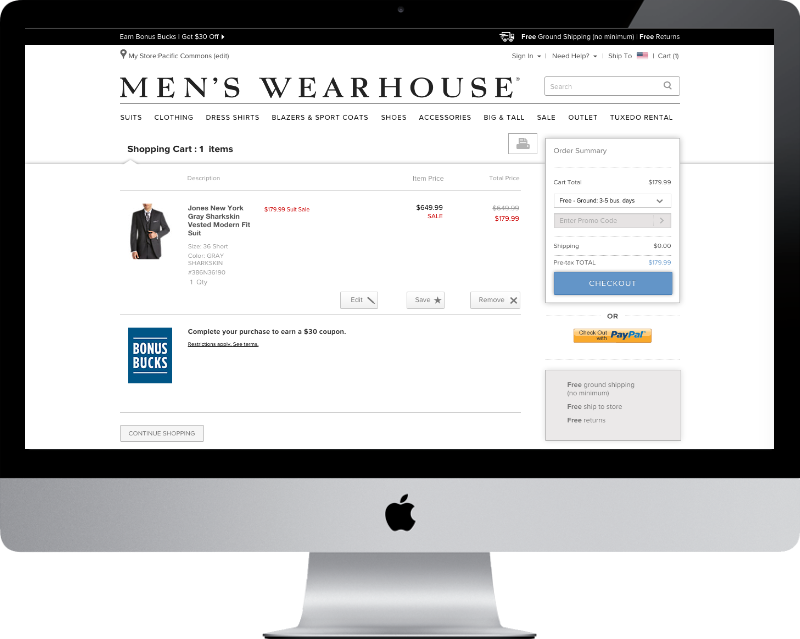 Earn Bonus Bucks | Get $30 Off
Free Ground Shipping (no minimum) Free Returns
My Store:Pacific Commons (edit)
Sign In | Need Help? | Ship To | Cart (1)
MEN'S WEARHOUSE®
Search
SUITS CLOTHING DRESS SHIRTS BLAZERS & SPORT COATS SHOES ACCESSORIES BIG & TALL SALE OUTLET TUXEDO RENTAL
Shopping Cart : 1 items
Description Item Price Total Price
Jones New York
Gray Sharkskin
Vested Modern Fit
Suit
$179.99 Suit Sale
$649.99
SALE
$649.99
$179.99
Size: 36 Short
Color: GRAY
SHARKSKIN
#386N36190
1 Qty
Edit Save Remove
BONUS
BUCKS
Complete your purchase to earn a $30 coupon.
Restrictions apply. See terms.
CONTINUE SHOPPING
Order Summary
Cart Total $179.99
Free - Ground: 3-5 bus. days
Enter Promo Code
Shipping $0.00
Pre-tax TOTAL $179.99
CHECKOUT
OR
Check Out
with PayPal
Free ground shipping
(no minimum)
Free ship to store
Free returns